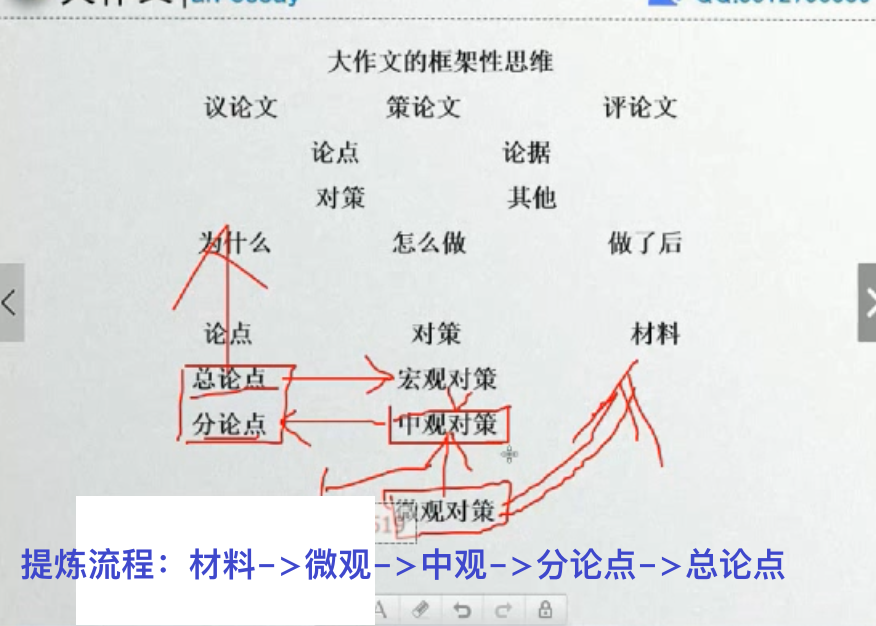 大作文的框架性思维
议论文 策论文 评论文
论点 论据
对策 其他
为什么 怎么做 做了后
论点 对策 材料
总论点 宏观对策
分论点 中观对策
微观对策
提炼流程：材料->微观->中观->分论点->总论点